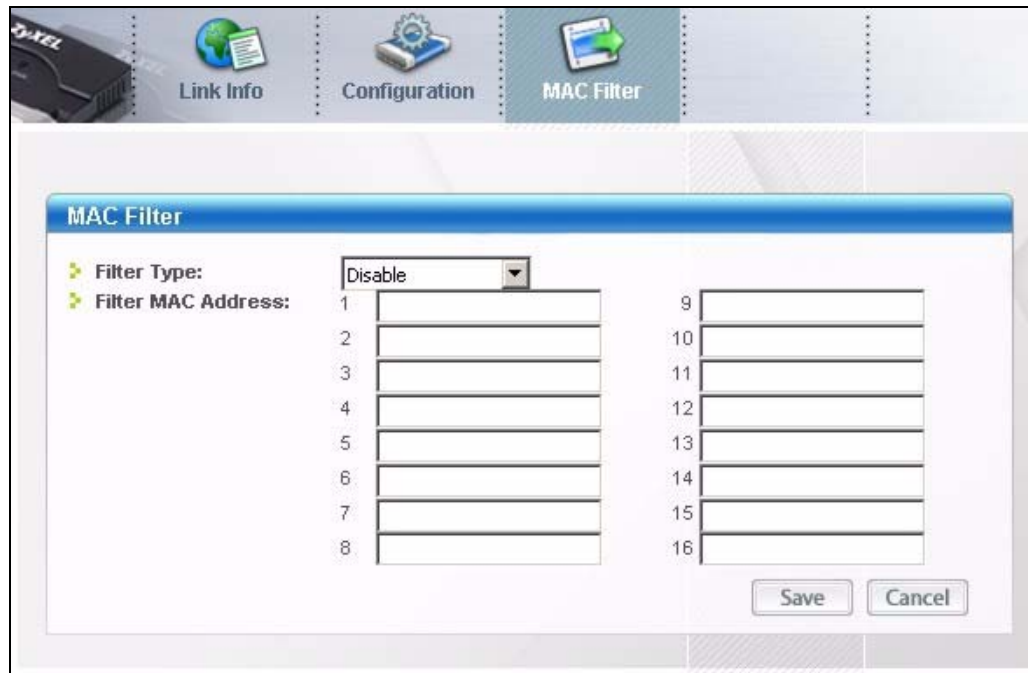 ZyXEL
Link Info
Configuration
MAC Filter
MAC Filter
Filter Type:
Disable
Filter MAC Address:
1
9
2
10
3
11
4
12
5
13
6
14
7
15
8
16
Save
Cancel